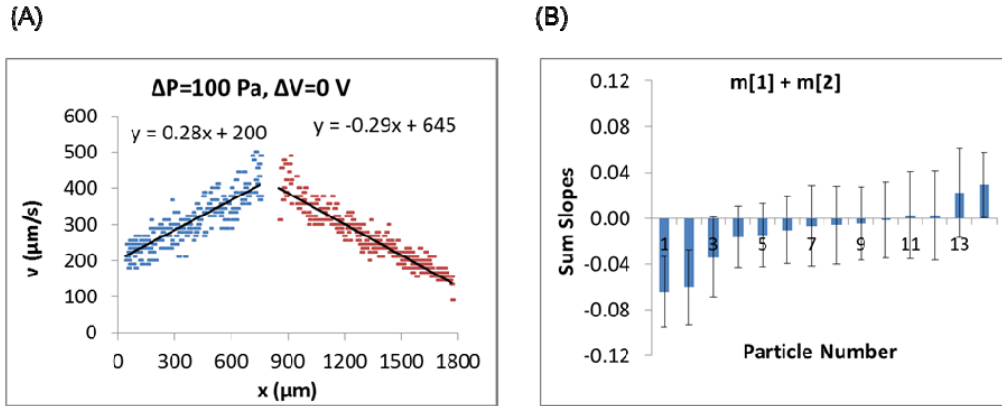 (A)
ΔP=100 Pa, ΔV=0 V
y = 0.28x + 200
y = -0.29x + 645
600
500
400
300
200
100
0
v (μm/s)
0 300 600 900 1200 1500 1800
x (μm)
(B)
m[1] + m[2]
0.12
0.08
0.04
0.00
-0.04
-0.08
-0.12
Sum Slopes
1 3 5 7 9 11 13
Particle Number